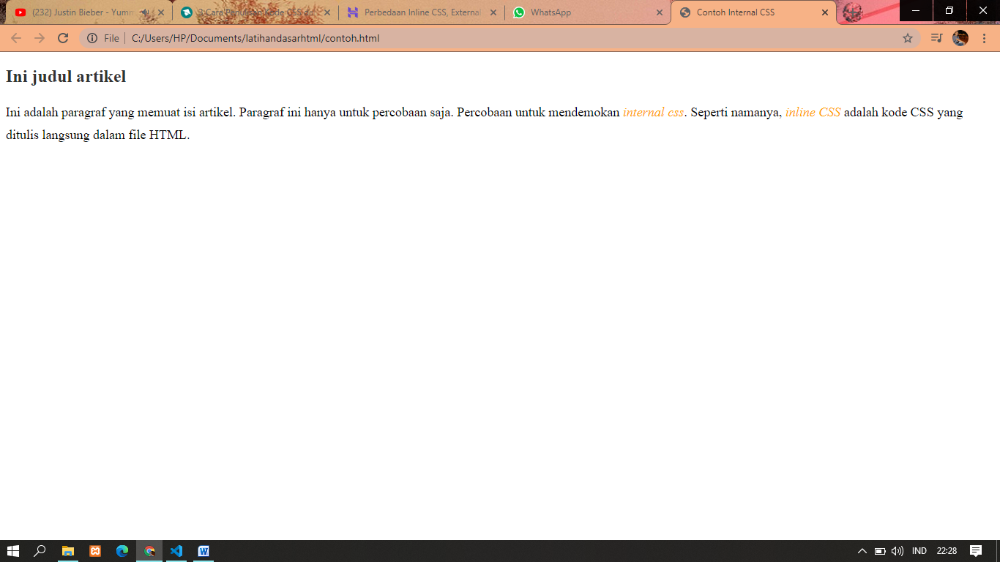 (232) Justin Bieber - Yumm
3 Cara Penulisan Kode CSS da
Perbedaan Inline CSS, External
WhatsApp
Contoh Internal CSS
File
C:/Users/HP/Documents/latihandasarhtml/contoh.html
Ini judul artikel
Ini adalah paragraf yang memuat isi artikel. Paragraf ini hanya untuk percobaan saja. Percobaan untuk mendemokan internal css. Seperti namanya, inline CSS adalah kode CSS yang
ditulis langsung dalam file HTML.
IND
22:28